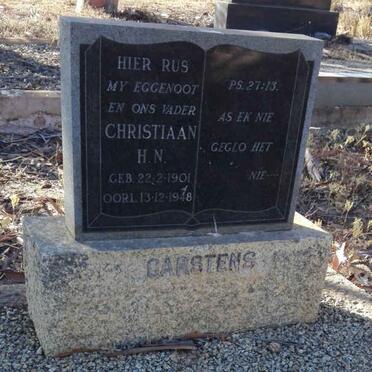 HIER RUS
MY EGGENOOT
EN ONS VADER
CHRISTIAAN
H.N.
GEB. 22-2-1901
OORL. 13-12-1948
PS. 27:13.
AS EK NIE
GEGLO HET
NIE----
CARSTENS